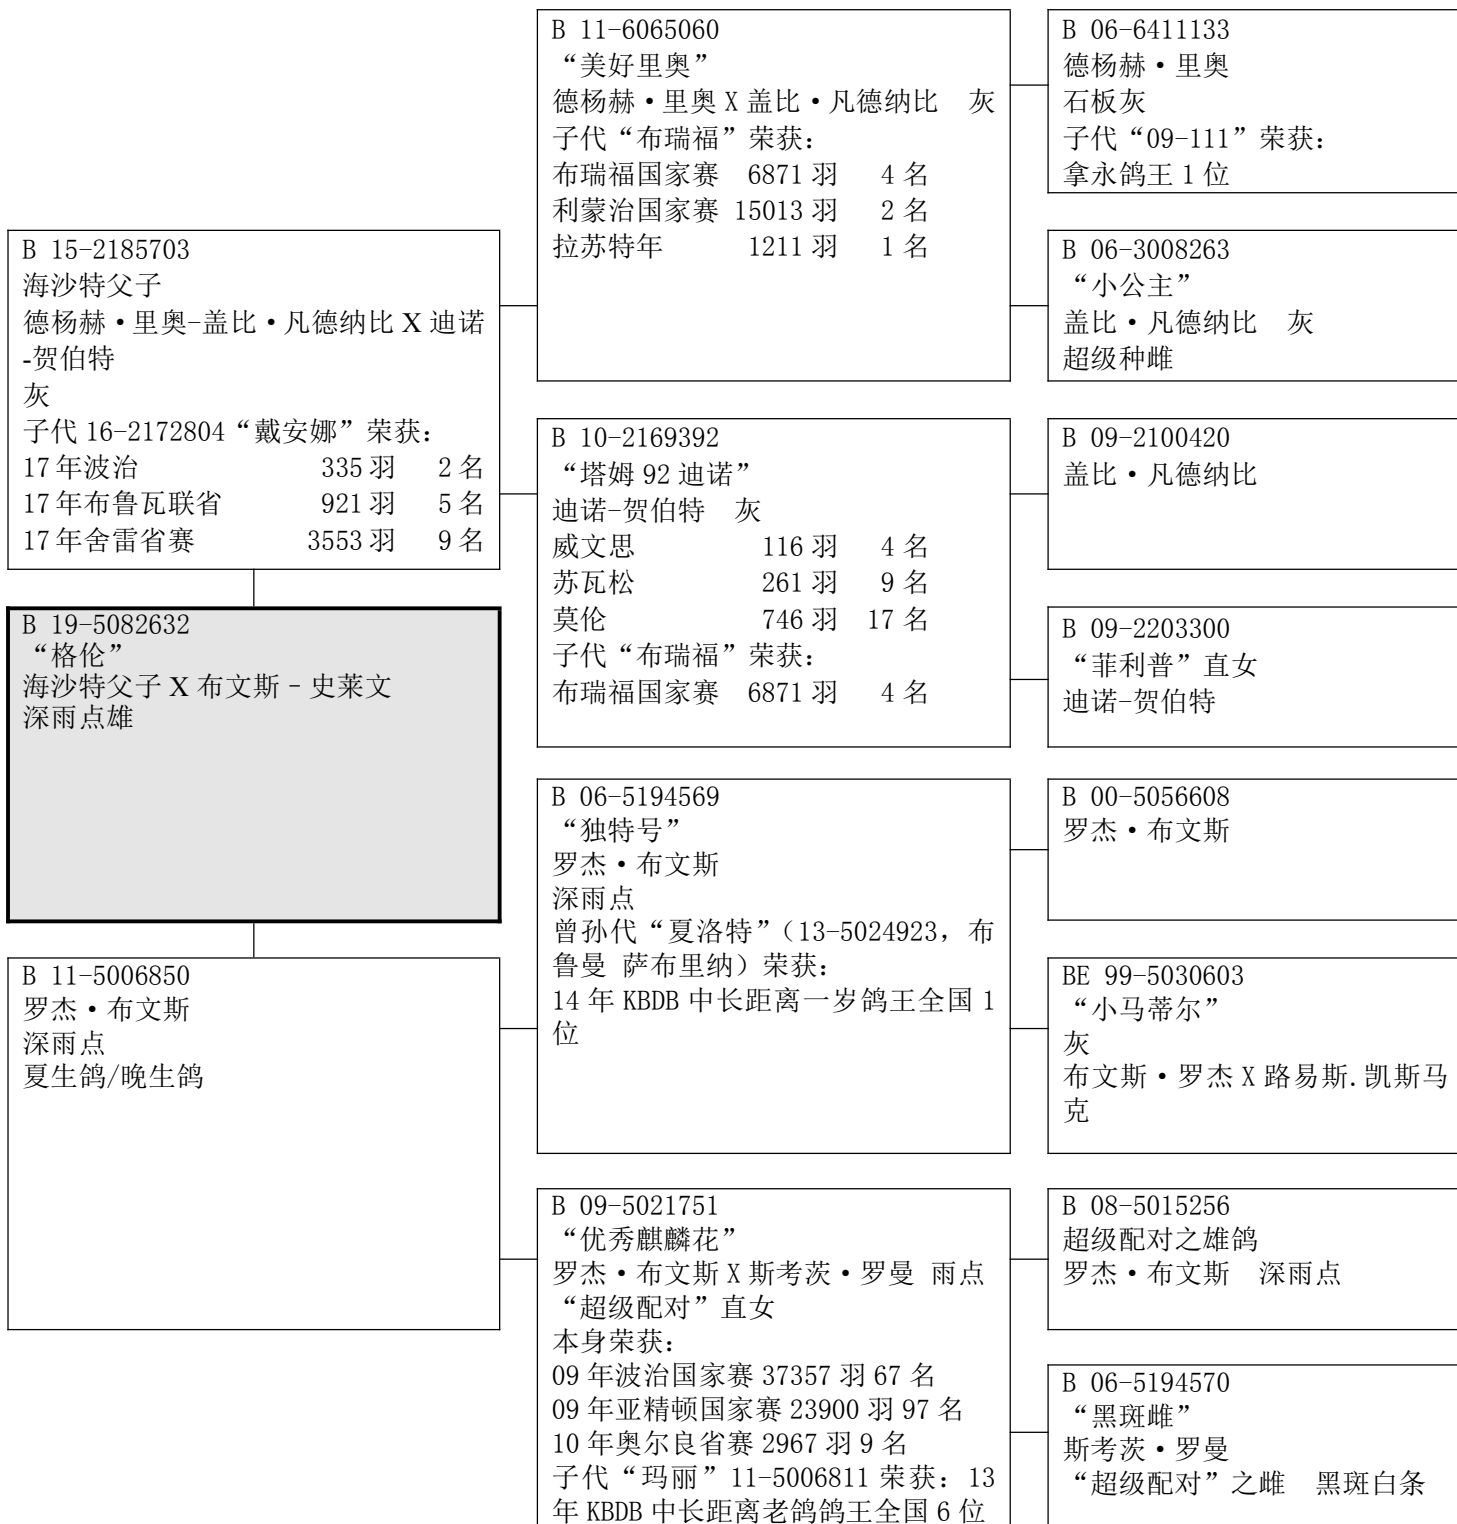 B 15-2185703
海沙特父子
德杨赫·里奥-盖比·凡德纳比 X 迪诺
-贺伯特
灰
子代 16-2172804“戴安娜”荣获：
17 年波治 335 羽 2 名
17 年布鲁瓦联省 921 羽 5 名
17 年舍雷省赛 3553 羽 9 名
B 19-5082632
“格伦”
海沙特父子 X 布文斯–史莱文
深雨点雄
B 11-5006850
罗杰·布文斯
深雨点
夏生鸽/晚生鸽
B 11-6065060
“美好里奥”
德杨赫·里奥 X 盖比·凡德纳比 灰
子代“布瑞福”荣获：
布瑞福国家赛 6871 羽 4 名
利蒙治国家赛 15013 羽 2 名
拉苏特年 1211 羽 1 名
B 10-2169392
“塔姆 92 迪诺”
迪诺-贺伯特 灰
威文思 116 羽 4 名
苏瓦松 261 羽 9 名
莫伦 746 羽 17 名
子代“布瑞福”荣获：
布瑞福国家赛 6871 羽 4 名
B 06-5194569
“独特号”
罗杰·布文斯
深雨点
曾孙代“夏洛特”（13-5024923，布
鲁曼 萨布里纳）荣获：
14 年 KBDB 中长距离一岁鸽王全国 1
位
B 09-5021751
“优秀麒麟花”
罗杰·布文斯 X 斯考茨·罗曼 雨点
“超级配对”直女
本身荣获：
09 年波治国家赛 37357 羽 67 名
09 年亚精顿国家赛 23900 羽 97 名
10 年奥尔良省赛 2967 羽 9 名
子代“玛丽”11-5006811 荣获：13
年 KBDB 中长距离老鸽鸽王全国 6 位
B 06-6411133
德杨赫·里奥
石板灰
子代“09-111”荣获：
拿永鸽王 1 位
B 06-3008263
“小公主”
盖比·凡德纳比 灰
超级种雌
B 09-2100420
盖比·凡德纳比
B 09-2203300
“菲利普”直女
迪诺-贺伯特
B 00-5056608
罗杰·布文斯
BE 99-5030603
“小马蒂尔”
灰
布文斯·罗杰 X 路易斯.凯斯马
克
B 08-5015256
超级配对之雄鸽
罗杰·布文斯 深雨点
B 06-5194570
“黑斑雌”
斯考茨·罗曼
“超级配对”之雌 黑斑白条